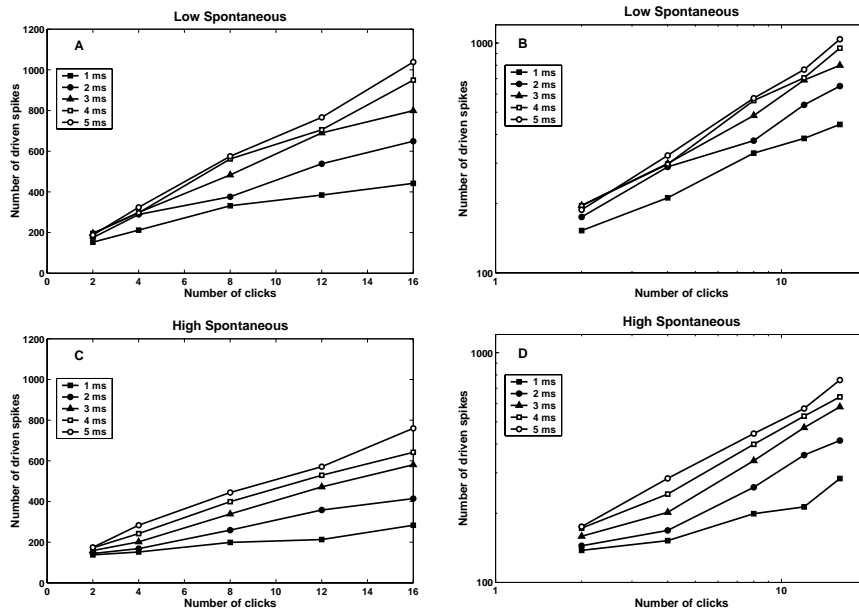 Low Spontaneous
A
1200
1000
800
600
400
200
0
Number of driven spikes
1 ms
2 ms
3 ms
4 ms
5 ms
0 2 4 6 8 10 12 14 16
Number of clicks
Low Spontaneous
B
1000
100
Number of driven spikes
1 ms
2 ms
3 ms
4 ms
5 ms
1 10
Number of clicks
High Spontaneous
C
1200
1000
800
600
400
200
0
Number of driven spikes
1 ms
2 ms
3 ms
4 ms
5 ms
0 2 4 6 8 10 12 14 16
Number of clicks
High Spontaneous
D
1000
100
Number of driven spikes
1 ms
2 ms
3 ms
4 ms
5 ms
1 10
Number of clicks